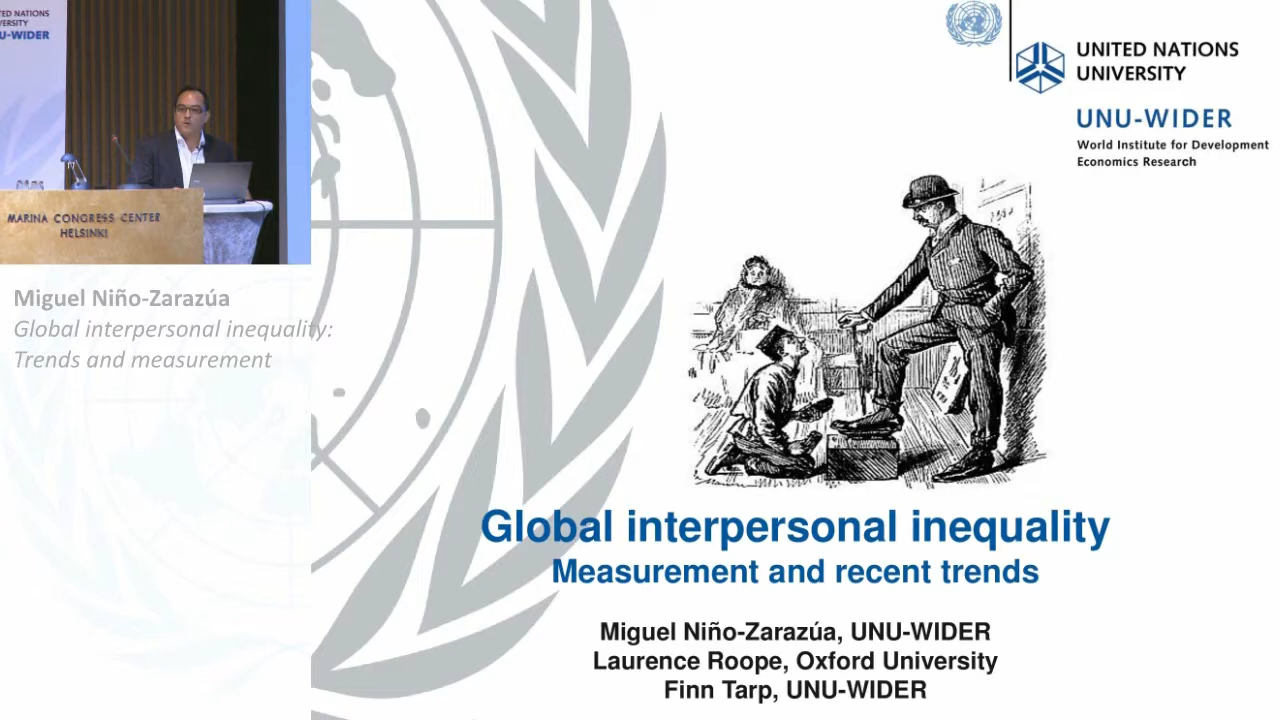 UNITED NATIONS
UNIVERSITY
UNU-WIDER
World Institute for Development
Economics Research
MARINA CONGRESS CENTER
HELSINKI
Miguel Niño-Zarazúa
Global interpersonal inequality:
Trends and measurement
Global interpersonal inequality
Measurement and recent trends
Miguel Niño-Zarazúa, UNU-WIDER
Laurence Roope, Oxford University
Finn Tarp, UNU-WIDER